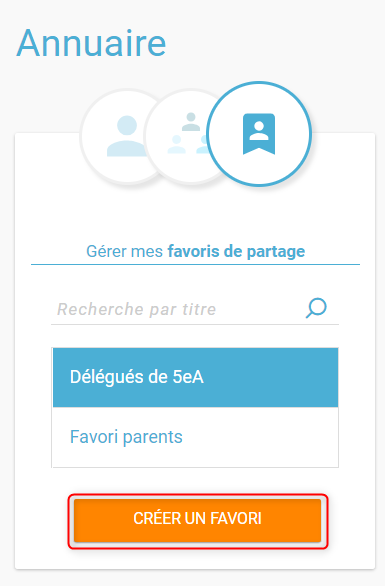 Annuaire
Gérer mes favoris de partage
Recherche par titre
Délégués de 5eA
Favori parents
CRÉER UN FAVORI